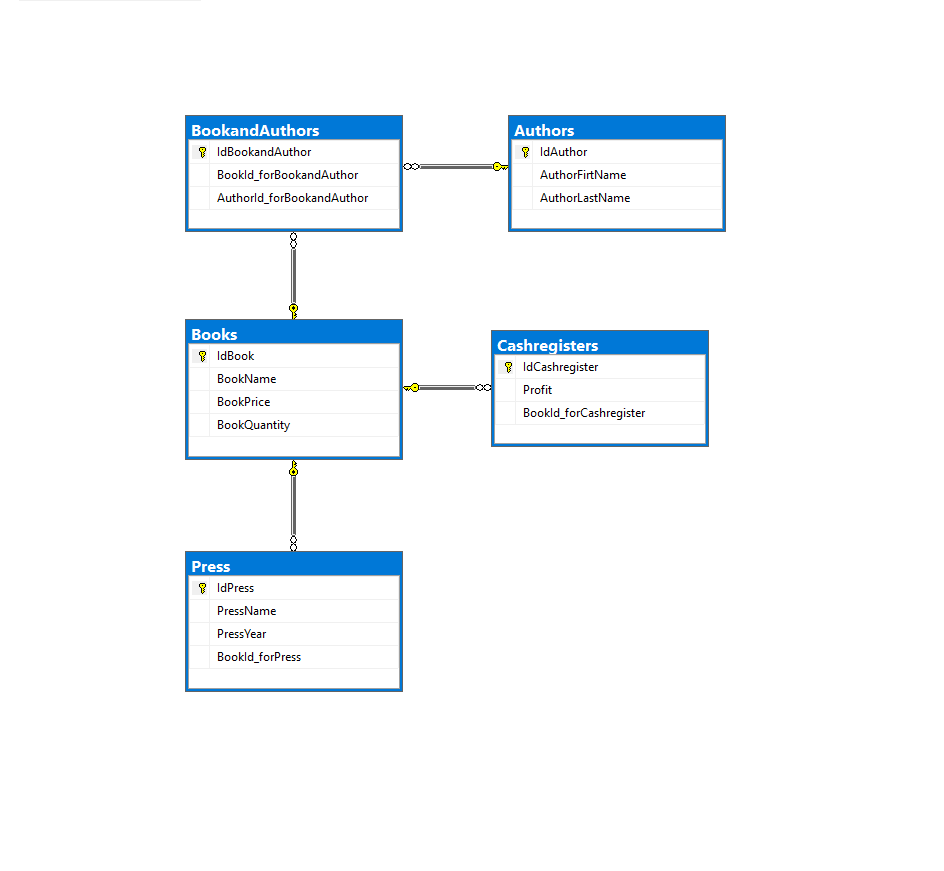 BookandAuthors
IdBookandAuthor
BookId_forBookandAuthor
AuthorId_forBookandAuthor
Authors
IdAuthor
AuthorFirtName
AuthorLastName
Books
IdBook
BookName
BookPrice
BookQuantity
Cashregisters
IdCashregister
Profit
BookId_forCashregister
Press
IdPress
PressName
PressYear
BookId_forPress